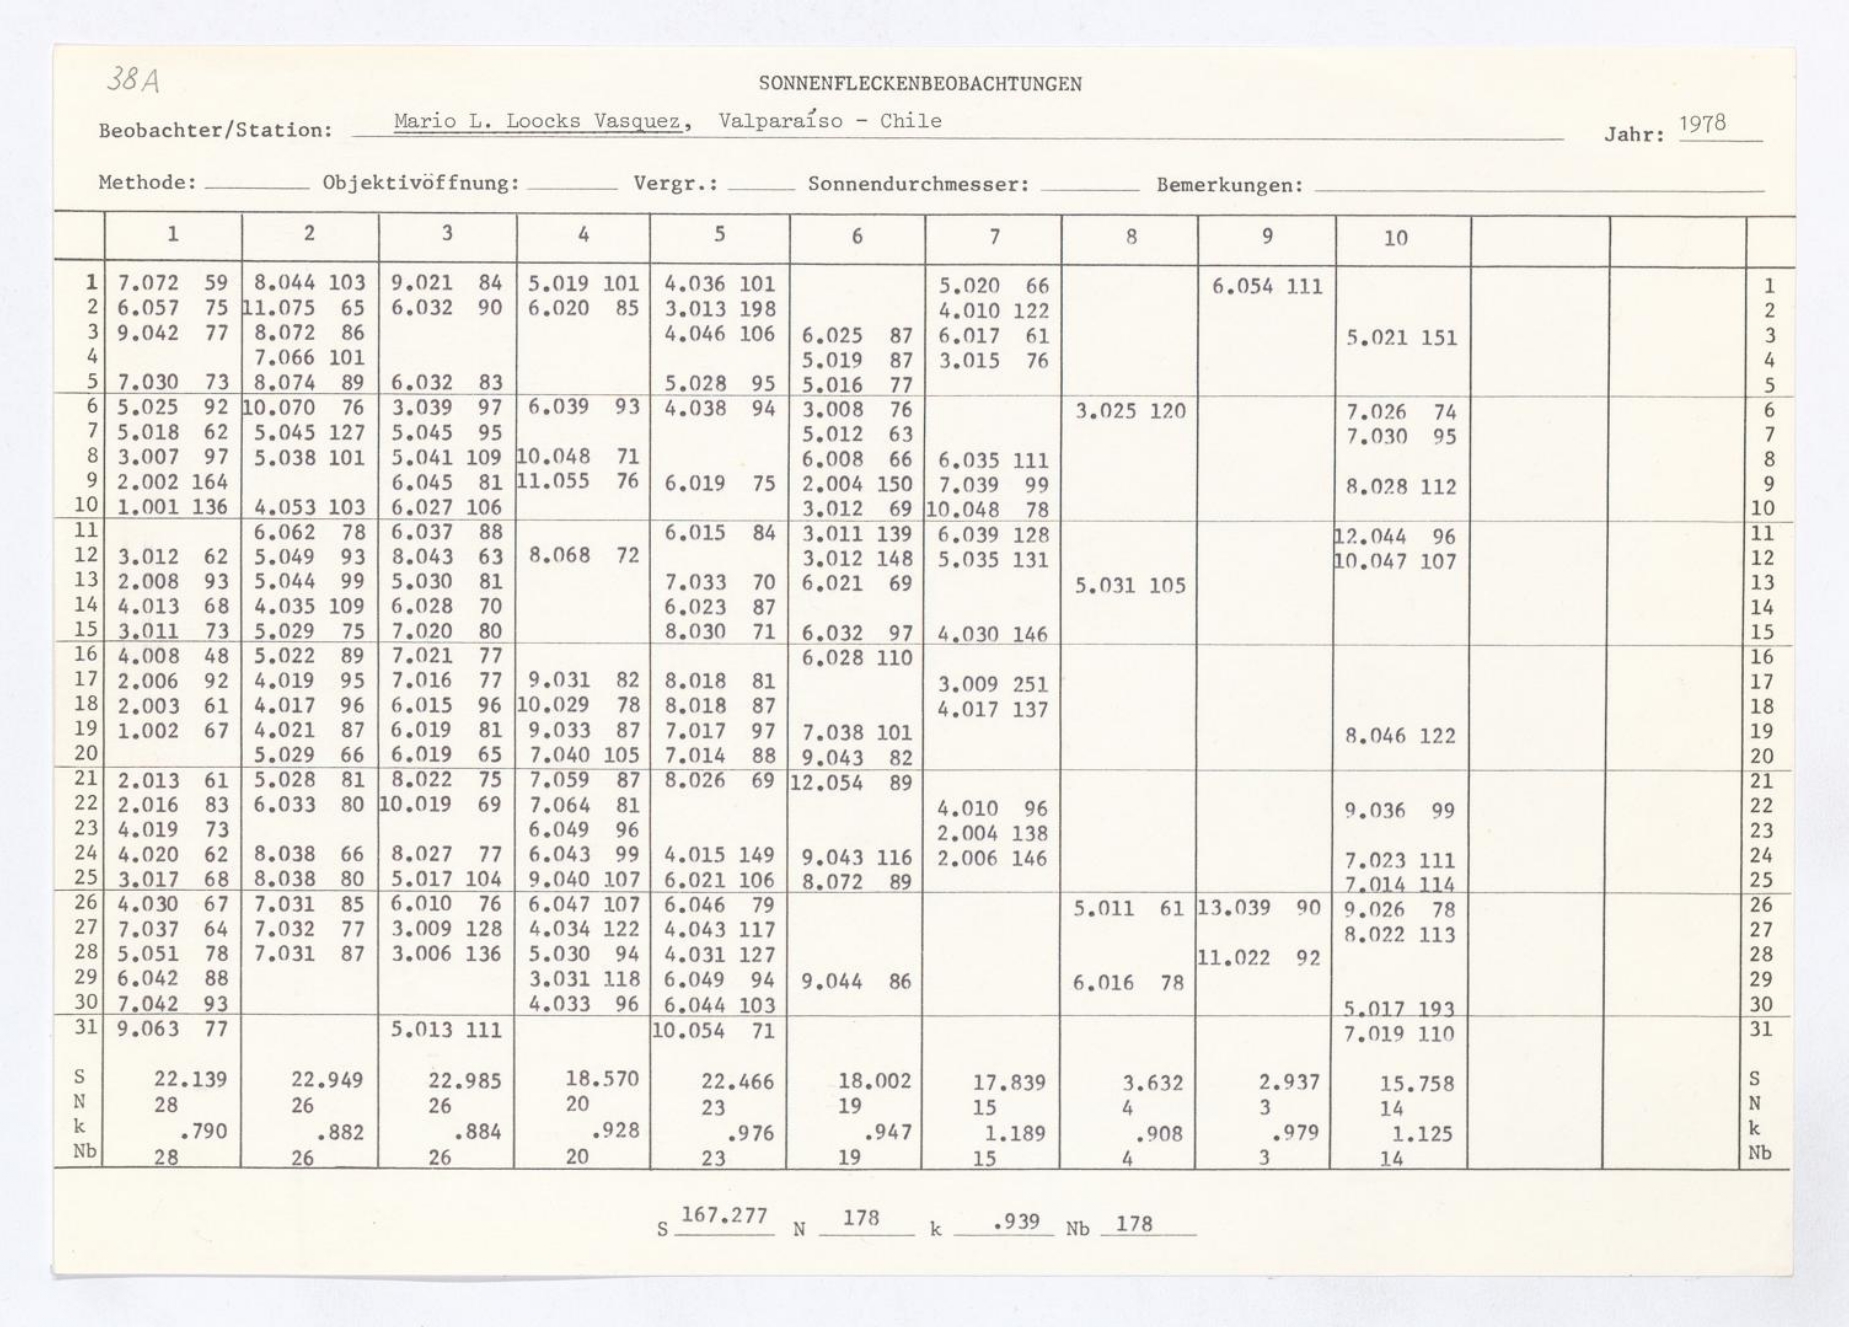 38A
SONNENFLECKENBEOBACHTUNGEN
Beobachter/Station: Mario L. Loocks Vasquez, Valparaíso - Chile Jahr: 1978
Methode: Objektivöffnung: Vergr.: Sonnendurchmesser: Bemerkungen:
1 2 3 4 5 6 7 8 9 10
1 7.072 59 8.044 103 9.021 84 5.019 101 4.036 101 5.020 66 6.054 111 1
2 6.057 75 11.075 65 6.032 90 6.020 85 3.013 198 4.010 122 2
3 9.042 77 8.072 86 4.046 106 6.025 87 6.017 61 5.021 151 3
4 7.066 101 5.019 87 3.015 76 4
5 7.030 73 8.074 89 6.032 83 5.028 95 5.016 77 5
6 5.025 92 10.070 76 3.039 97 6.039 93 4.038 94 3.008 76 3.025 120 7.026 74 6
7 5.018 62 5.045 127 5.045 95 5.012 63 7.030 95 7
8 3.007 97 5.038 101 5.041 109 10.048 71 6.008 66 6.035 111 8
9 2.002 164 6.045 81 11.055 76 6.019 75 2.004 150 7.039 99 8.028 112 9
10 1.001 136 4.053 103 6.027 106 3.012 69 10.048 78 10
11 6.062 78 6.037 88 6.015 84 3.011 139 6.039 128 12.044 96 11
12 3.012 62 5.049 93 8.043 63 8.068 72 3.012 148 5.035 131 10.047 107 12
13 2.008 93 5.044 99 5.030 81 7.033 70 6.021 69 5.031 105 13
14 4.013 68 4.035 109 6.028 70 6.023 87 14
15 3.011 73 5.029 75 7.020 80 8.030 71 6.032 97 4.030 146 15
16 4.008 48 5.022 89 7.021 77 6.028 110 16
17 2.006 92 4.019 95 7.016 77 9.031 82 8.018 81 3.009 251 17
18 2.003 61 4.017 96 6.015 96 10.029 78 8.018 87 4.017 137 18
19 1.002 67 4.021 87 6.019 81 9.033 87 7.017 97 7.038 101 8.046 122 19
20 5.029 66 6.019 65 7.040 105 7.014 88 9.043 82 20
21 2.013 61 5.028 81 8.022 75 7.059 87 8.026 69 12.054 89 21
22 2.016 83 6.033 80 10.019 69 7.064 81 4.010 96 9.036 99 22
23 4.019 73 6.049 96 2.004 138 23
24 4.020 62 8.038 66 8.027 77 6.043 99 4.015 149 9.043 116 2.006 146 7.023 111 24
25 3.017 68 8.038 80 5.017 104 9.040 107 6.021 106 8.072 89 7.014 114 25
26 4.030 67 7.031 85 6.010 76 6.047 107 6.046 79 5.011 61 13.039 90 9.026 78 26
27 7.037 64 7.032 77 3.009 128 4.034 122 4.043 117 8.022 113 27
28 5.051 78 7.031 87 3.006 136 5.030 94 4.031 127 11.022 92 28
29 6.042 88 3.031 118 6.049 94 9.044 86 6.016 78 29
30 7.042 93 4.033 96 6.044 103 5.017 193 30
31 9.063 77 5.013 111 10.054 71 7.019 110 31
S 22.139 22.949 22.985 18.570 22.466 18.002 17.839 3.632 2.937 15.758 S
N 28 26 26 20 23 19 15 4 3 14 N
k .790 .882 .884 .928 .976 .947 1.189 .908 .979 1.125 k
Nb 28 26 26 20 23 19 15 4 3 14 Nb
S 167.277 N 178 k .939 Nb 178